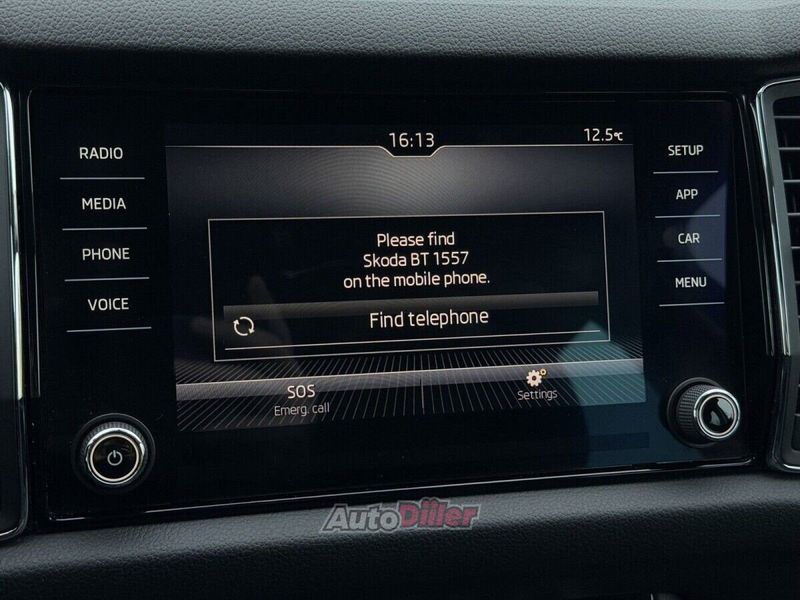 16:13
12.5°C
RADIO
MEDIA
PHONE
VOICE
Please find
Skoda BT 1557
on the mobile phone.
Find telephone
SOS
Emerg. call
Settings
SETUP
APP
CAR
MENU
AutoDiller